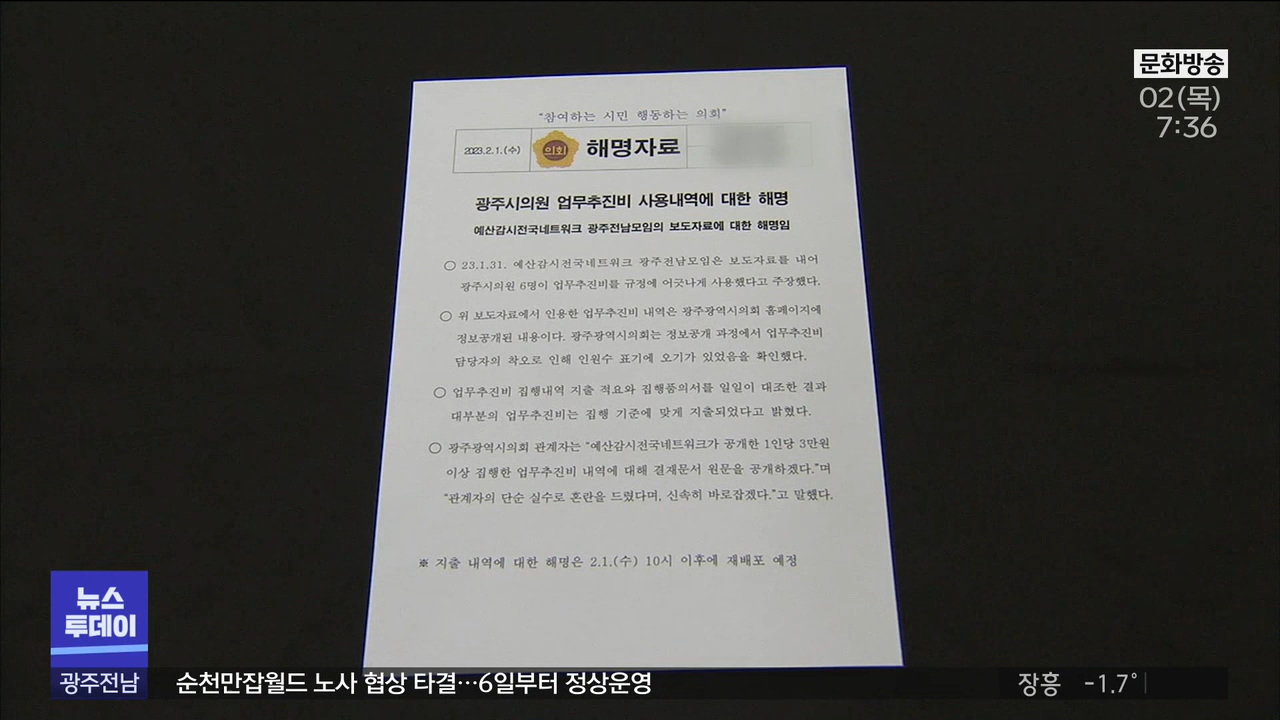 문화방송
02(목)
7:36
"참여하는 시민 행동하는 의회"
2023.2.1.(수) 의회 해명자료
광주시의원 업무추진비 사용내역에 대한 해명
예산감시전국네트워크 광주전남모임의 보도자료에 대한 해명임
○ 23.1.31. 예산감시전국네트워크 광주전남모임은 보도자료를 내어
광주시의원 6명이 업무추진비를 규정에 어긋나게 사용했다고 주장했다.
○ 위 보도자료에서 인용한 업무추진비 내역은 광주광역시의회 홈페이지에
정보공개된 내용이다. 광주광역시의회는 정보공개 과정에서 업무추진비
담당자의 착오로 인해 인원수 표기에 오기가 있었음을 확인했다.
○ 업무추진비 집행내역 지출 적요와 집행품의서를 일일이 대조한 결과
대부분의 업무추진비는 집행 기준에 맞게 지출되었다고 밝혔다.
○ 광주광역시의회 관계자는 "예산감시전국네트워크가 공개한 1인당 3만원
이상 집행한 업무추진비 내역에 대해 결재문서 원문을 공개하겠다."며
"관계자의 단순 실수로 혼란을 드렸다며, 신속히 바로잡겠다."고 말했다.
※ 지출 내역에 대한 해명은 2.1.(수) 10시 이후에 재배포 예정
뉴스
투데이
광주전남 순천만잡월드 노사 협상 타결…6일부터 정상운영 장흥 -1.7°